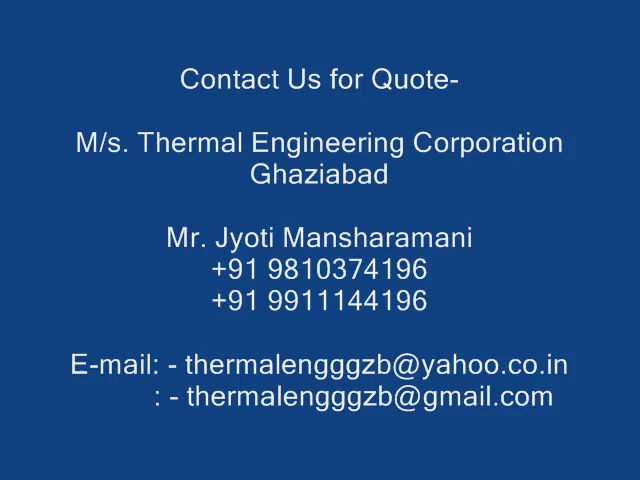 Contact Us for Quote-
M/s. Thermal Engineering Corporation
Ghaziabad
Mr. Jyoti Mansharamani
+91 9810374196
+91 9911144196
E-mail: - thermalengggzb@yahoo.co.in
: - thermalengggzb@gmail.com